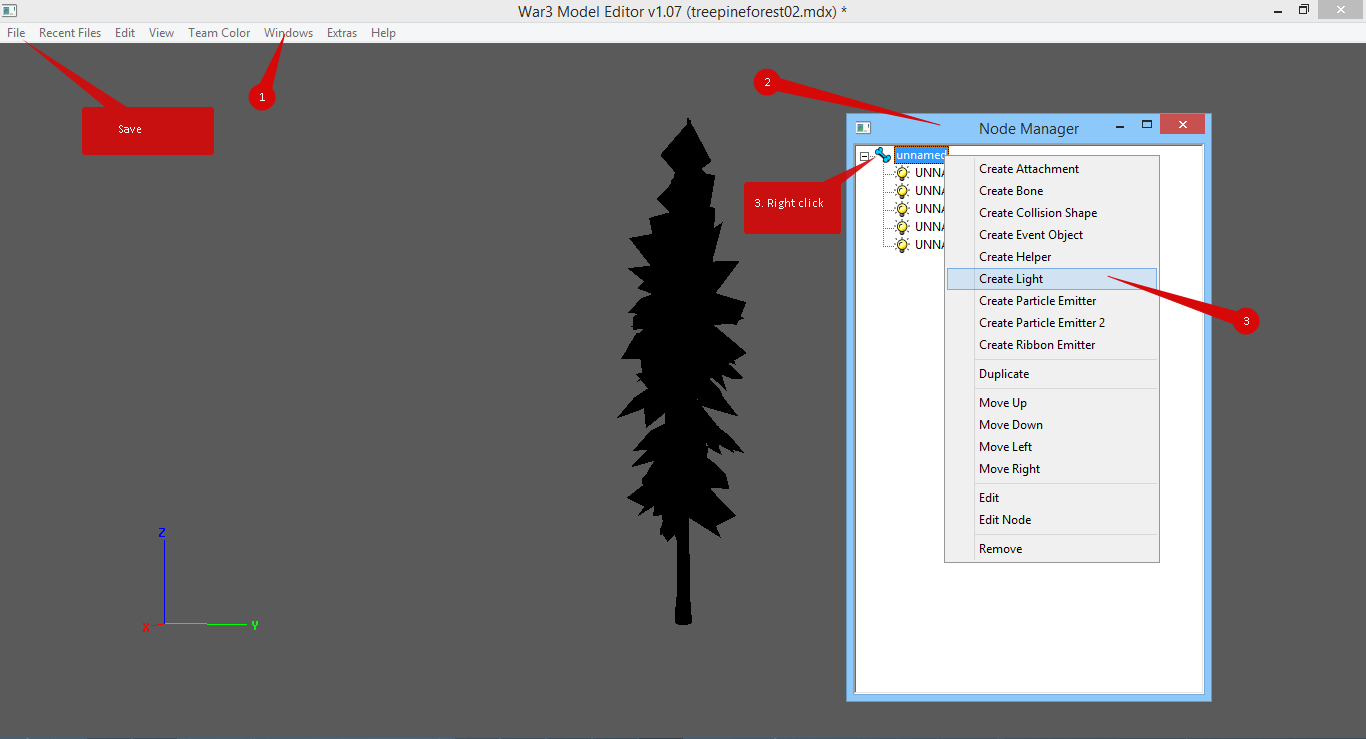 War3 Model Editor v1.07 (treepineforest02.mdx) *
File Recent Files Edit View Team Color Windows Extras Help
1
Save
2
Node Manager
unnamed
UNNA
UNNA
UNNA
UNNA
UNNA
3. Right click
Create Attachment
Create Bone
Create Collision Shape
Create Event Object
Create Helper
Create Light
Create Particle Emitter
Create Particle Emitter 2
Create Ribbon Emitter
Duplicate
Move Up
Move Down
Move Left
Move Right
Edit
Edit Node
Remove
3
Z
X
Y